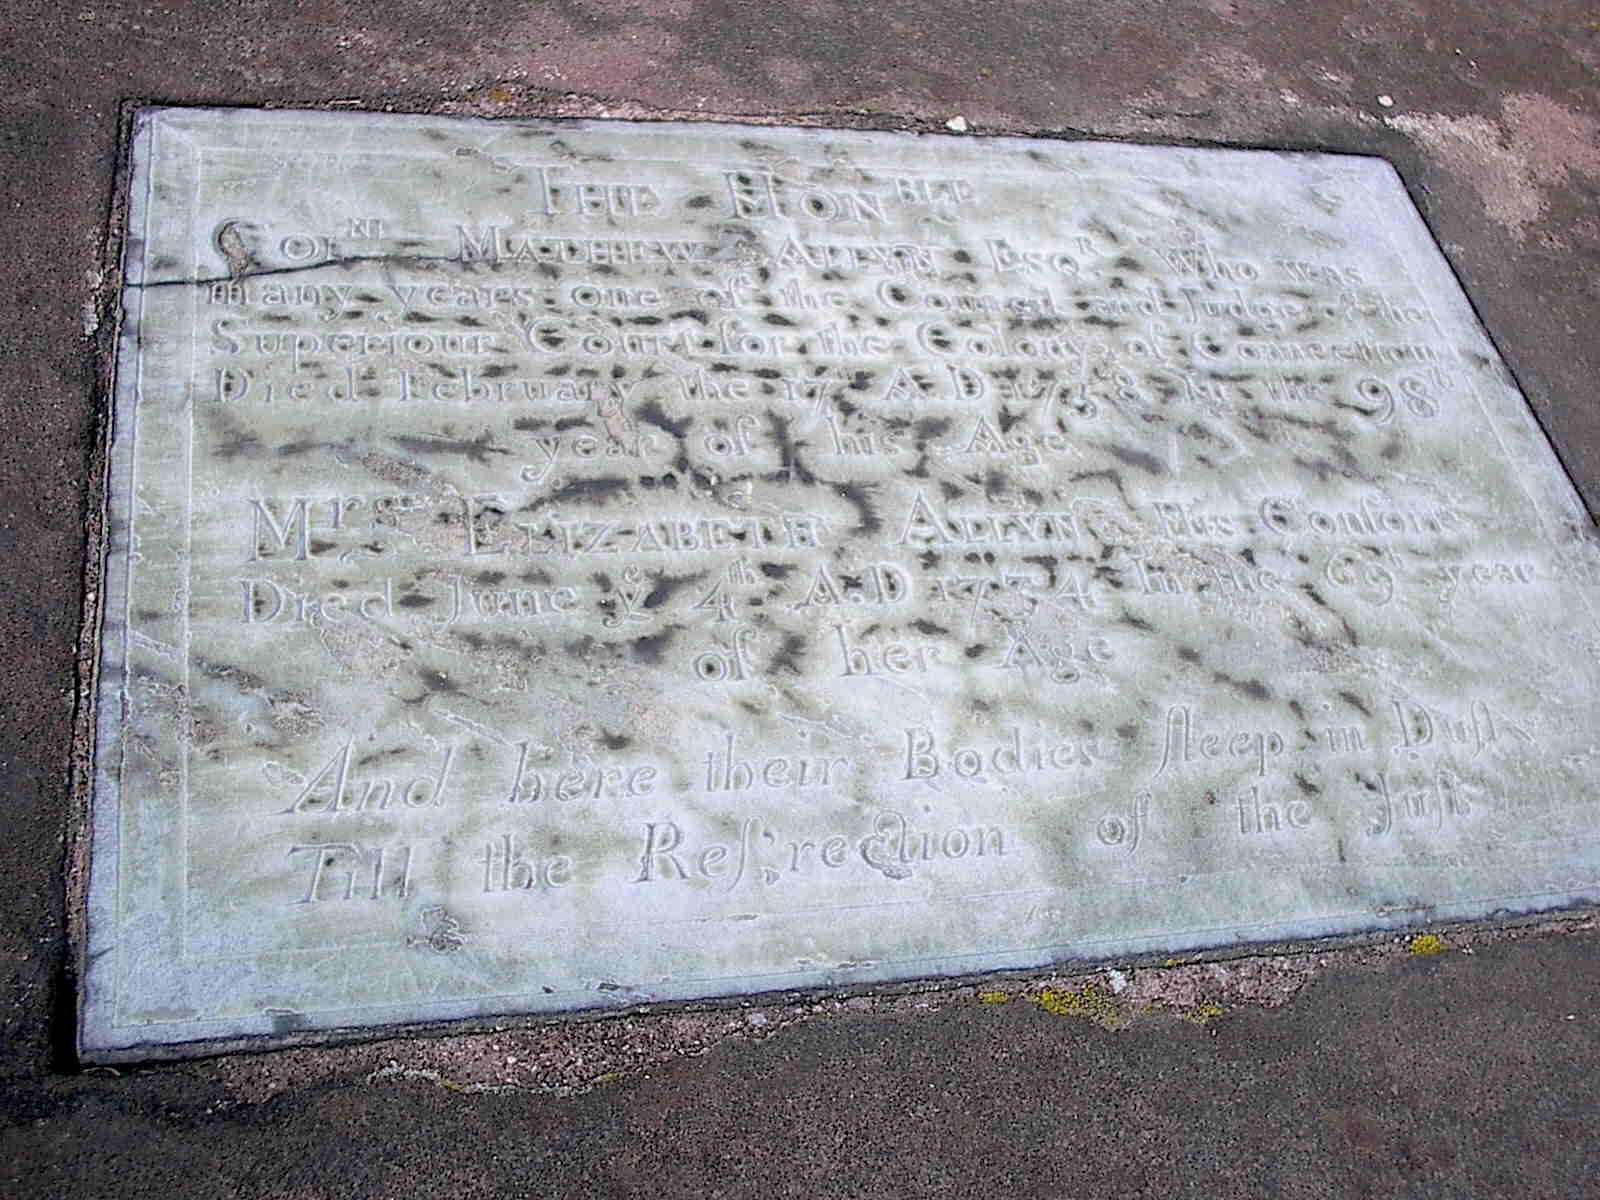 THE HONBLE
Colnl MATHEW ALLYN Esqr. Who was
many years one of the Council and Judge of the
Superiour Court for the Colony of Connecticut
Died February the 17th A.D 1738 In the 98th
year of his Age
Mrs ELIZABETH ALLYN His Conſort
Died June ye 4th A.D 1734 In the year
of her Age
And here their Bodies ſleep in Duſt
Till the Reſurrection of the Juſt